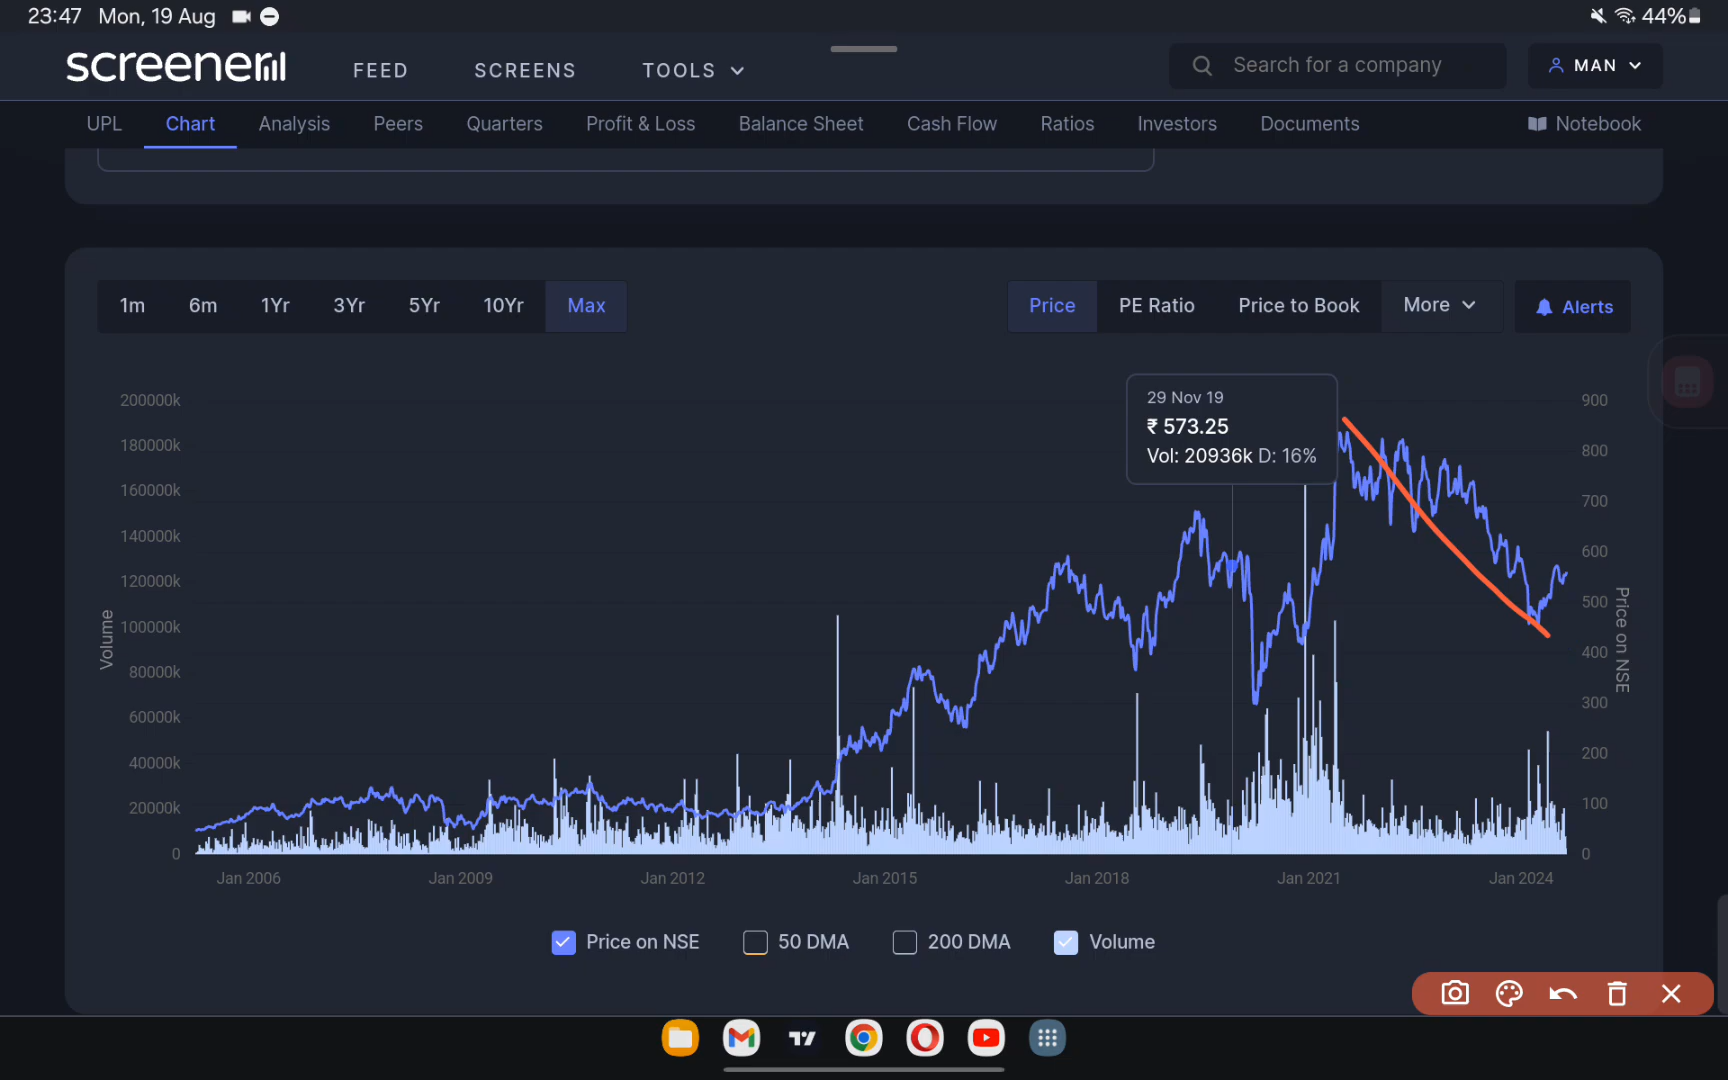 23:47 Mon, 19 Aug 44%
screener
FEED SCREENS TOOLS
Search for a company
MAN
UPL Chart Analysis Peers Quarters Profit & Loss Balance Sheet Cash Flow Ratios Investors Documents Notebook
1m 6m 1Yr 3Yr 5Yr 10Yr Max
Price PE Ratio Price to Book More Alerts
29 Nov 19
₹ 573.25
Vol: 20936k D: 16%
200000k
180000k
160000k
140000k
120000k
100000k
80000k
60000k
40000k
20000k
0
Volume
900
800
700
600
500
400
300
200
100
0
Price on NSE
Jan 2006 Jan 2009 Jan 2012 Jan 2015 Jan 2018 Jan 2021 Jan 2024
Price on NSE 50 DMA 200 DMA Volume